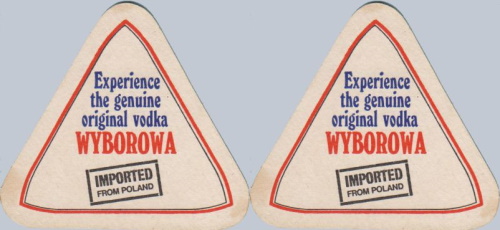 Experience
the genuine
original vodka
WYBOROWA
IMPORTED
FROM POLAND
Experience
the genuine
original vodka
WYBOROWA
IMPORTED
FROM POLAND